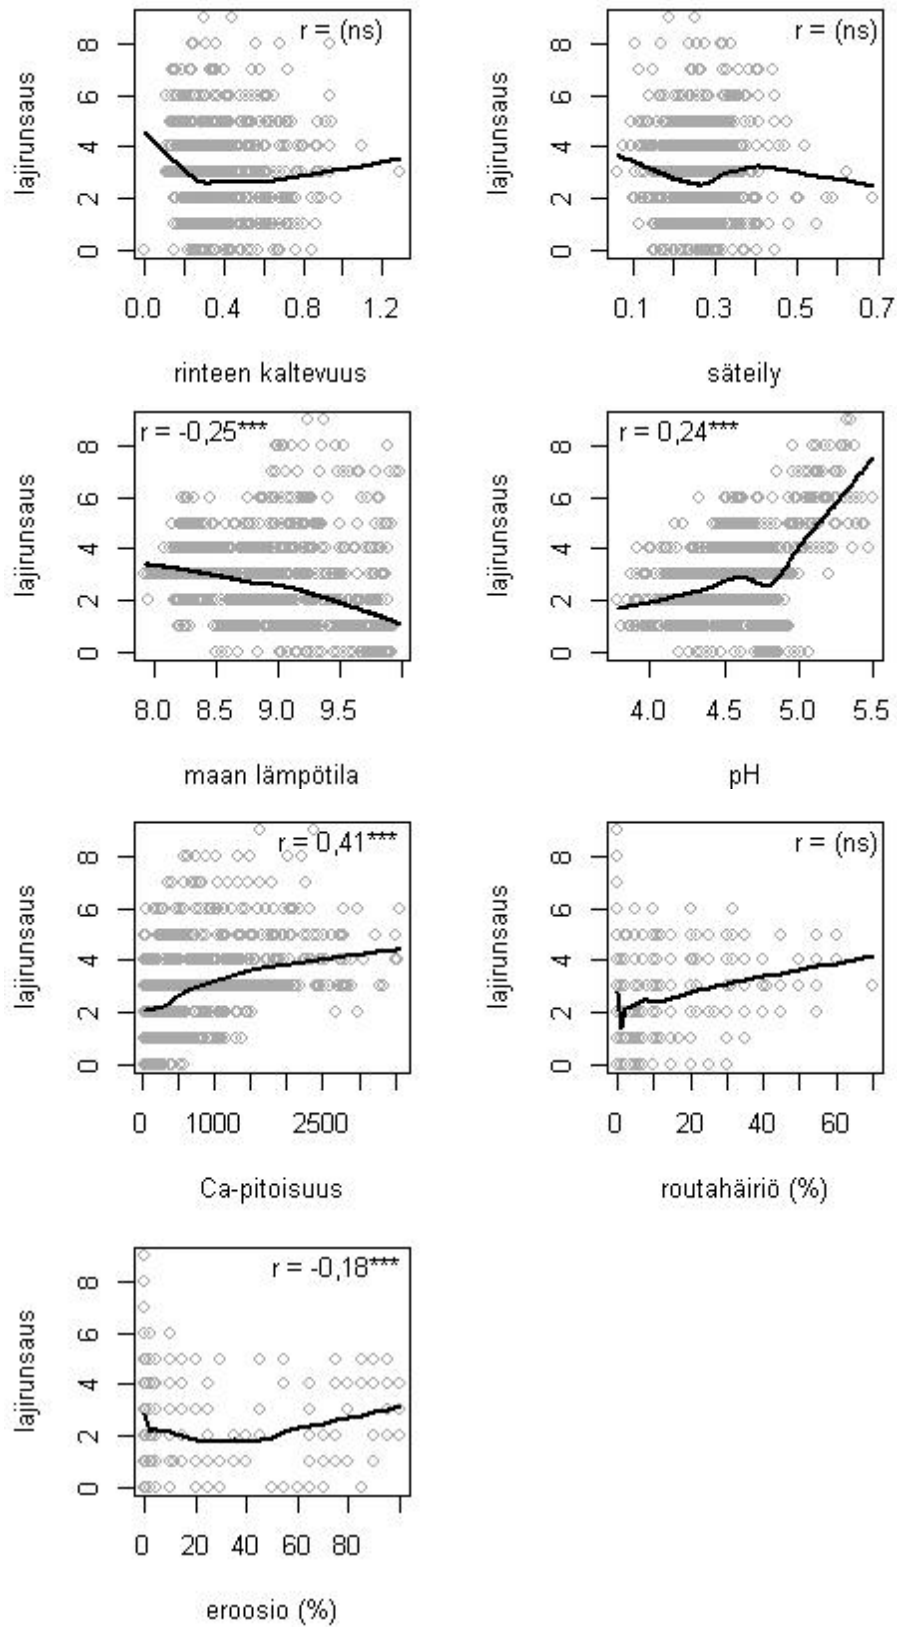 r = (ns)
lajirunsaus
0 2 4 6 8
0.0 0.4 0.8 1.2
rinteen kaltevuus
r = (ns)
lajirunsaus
0 2 4 6 8
0.1 0.3 0.5 0.7
säteily
r = -0,25***
lajirunsaus
0 2 4 6 8
8.0 8.5 9.0 9.5
maan lämpötila
r = 0,24***
lajirunsaus
0 2 4 6 8
4.0 4.5 5.0 5.5
pH
r = 0,41***
lajirunsaus
0 2 4 6 8
0 1000 2500
Ca-pitoisuus
r = (ns)
lajirunsaus
0 2 4 6 8
0 20 40 60
routahäiriö (%)
r = -0,18***
lajirunsaus
0 2 4 6 8
0 20 40 60 80
eroosio (%)